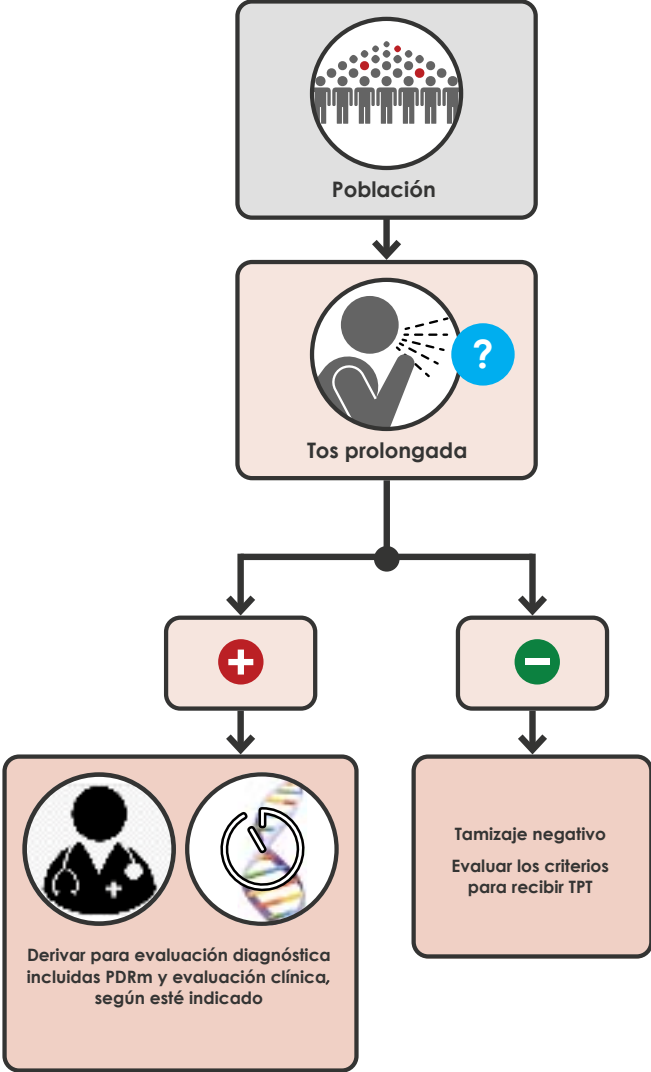 Población
?
Tos prolongada
Derivar para evaluación diagnóstica
incluidas PDRm y evaluación clínica,
según esté indicado
Tamizaje negativo
Evaluar los criterios
para recibir TPT